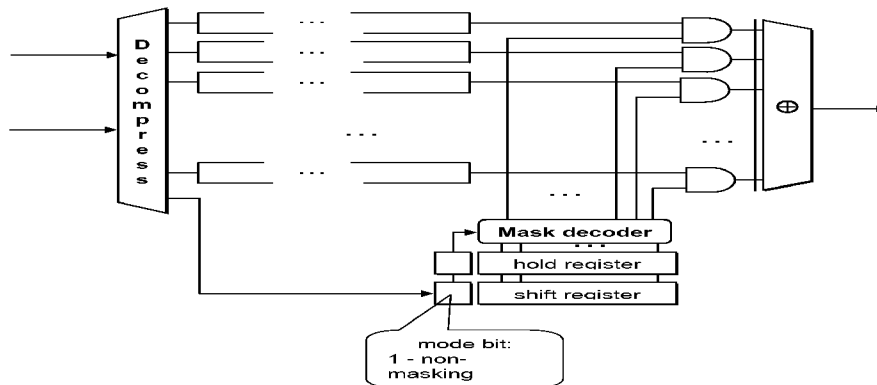 Decompress
Mask decoder
hold register
shift register
mode bit:
1 - non-
masking